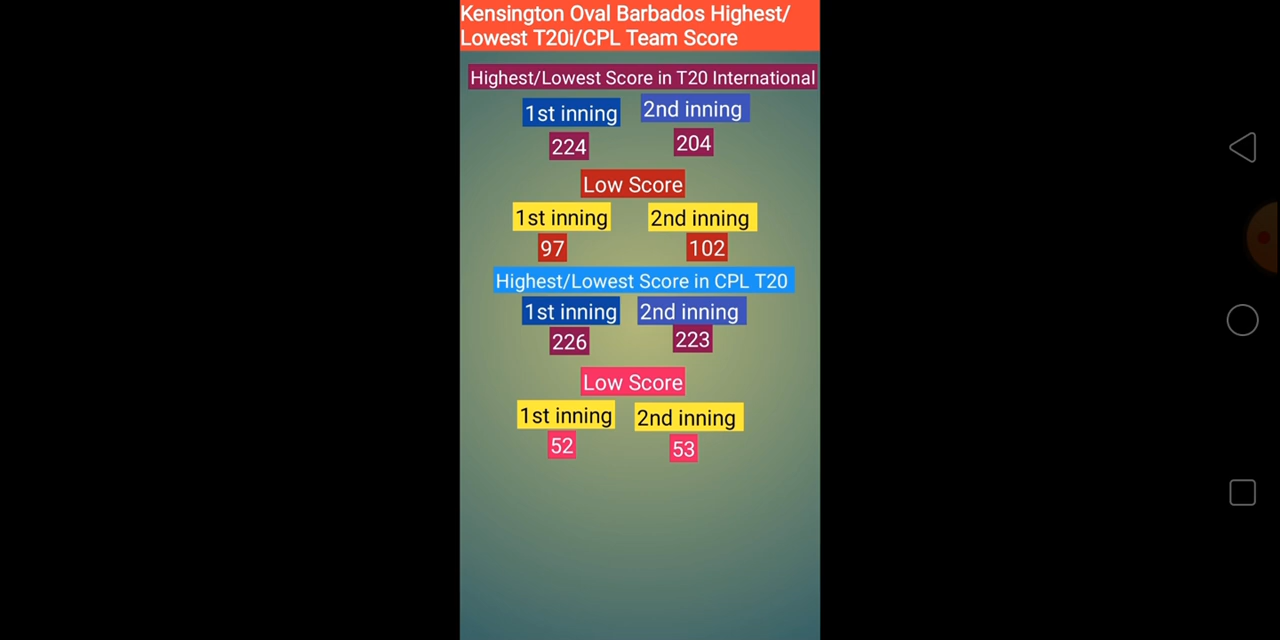 Kensington Oval Barbados Highest/
Lowest T20i/CPL Team Score
Highest/Lowest Score in T20 International
1st inning 2nd inning
224 204
Low Score
1st inning 2nd inning
97 102
Highest/Lowest Score in CPL T20
1st inning 2nd inning
226 223
Low Score
1st inning 2nd inning
52 53